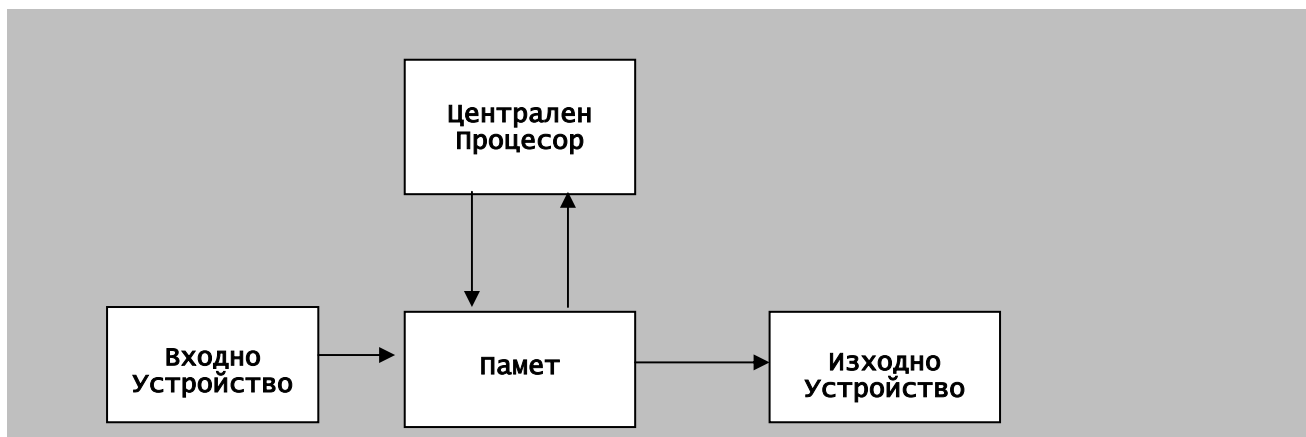 Централен
Процесор
Входно
Устройство
Памет
Изходно
Устройство